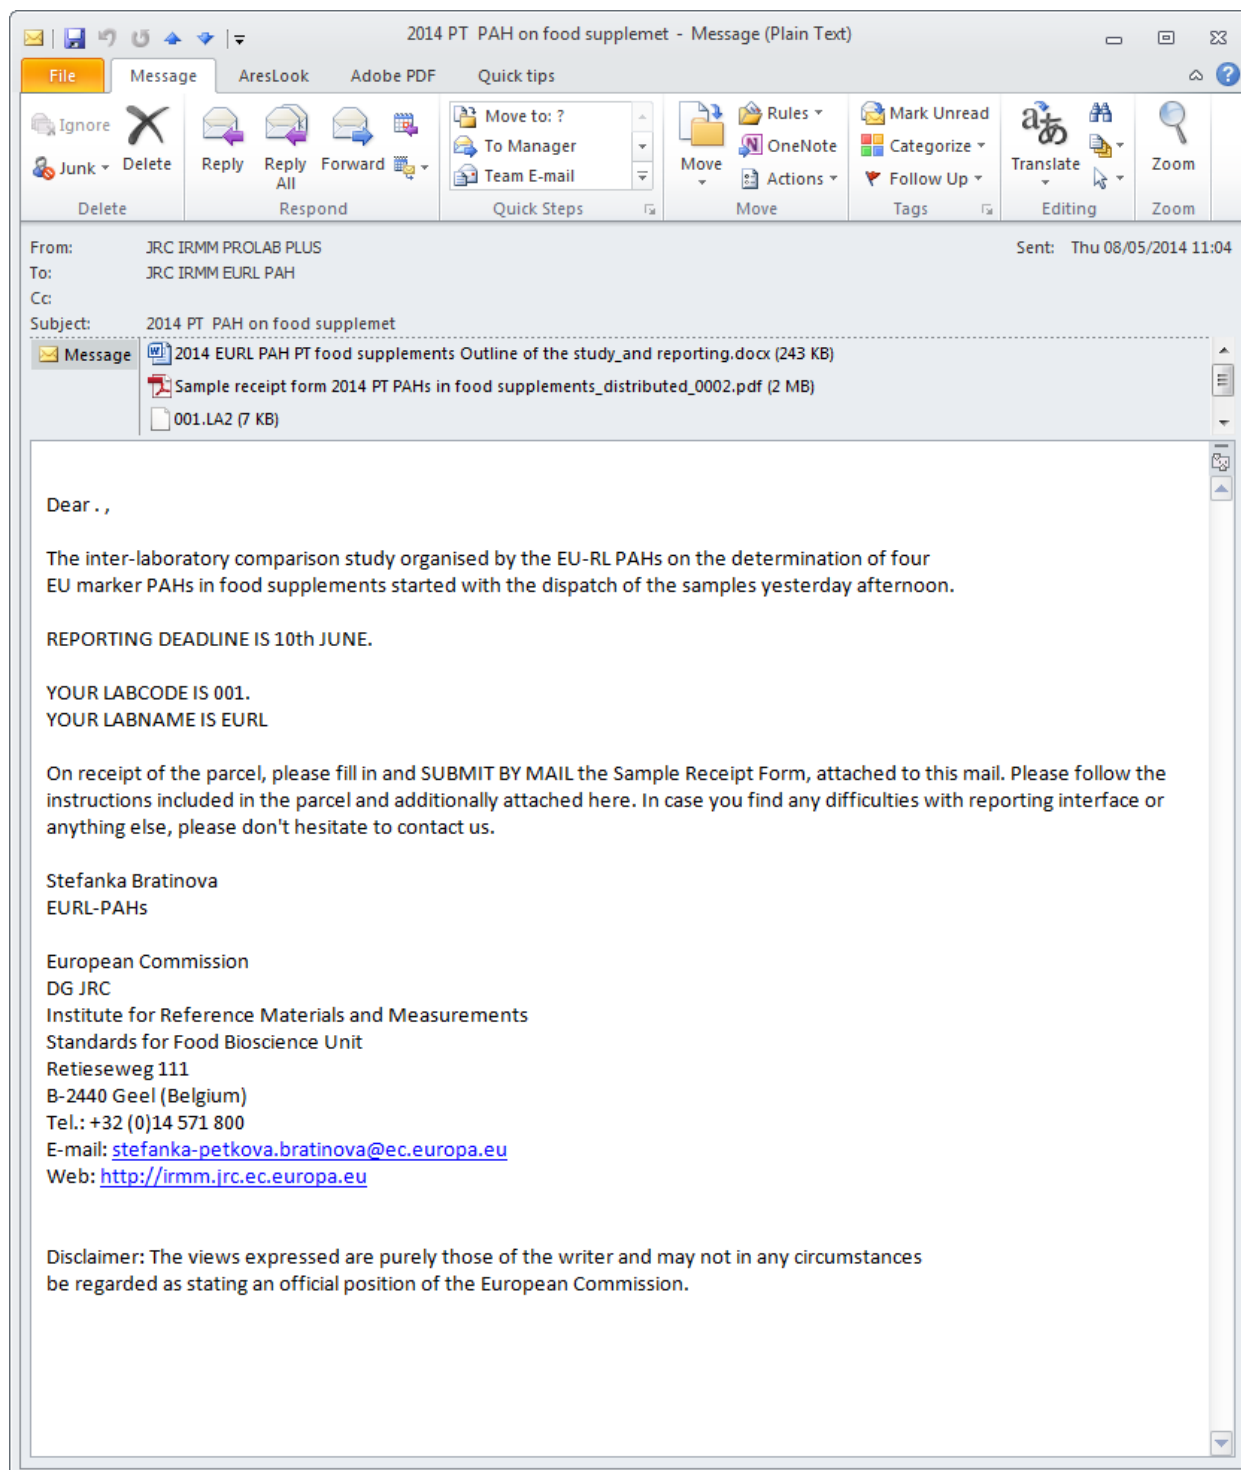 2014 PT  PAH on food supplemet  -  Message (Plain Text)
File  Message  AresLook  Adobe PDF  Quick tips
Ignore
Junk
Delete
Delete
Reply
Reply All
Forward
Respond
Move to: ?
To Manager
Team E-mail
Quick Steps
Move
Rules
OneNote
Actions
Move
Mark Unread
Categorize
Follow Up
Tags
Translate
Editing
Zoom
Zoom
From: JRC IRMM PROLAB PLUS
Sent: Thu 08/05/2014 11:04
To: JRC IRMM EURL PAH
Cc:
Subject: 2014 PT  PAH on food supplemet
Message
2014 EURL PAH PT food supplements Outline of the study_and reporting.docx (243 KB)
Sample receipt form 2014 PT PAHs in food supplements_distributed_0002.pdf (2 MB)
001.LA2 (7 KB)
Dear . ,
The inter-laboratory comparison study organised by the EU-RL PAHs on the determination of four
EU marker PAHs in food supplements started with the dispatch of the samples yesterday afternoon.
REPORTING DEADLINE IS 10th JUNE.
YOUR LABCODE IS 001.
YOUR LABNAME IS EURL
On receipt of the parcel, please fill in and SUBMIT BY MAIL the Sample Receipt Form, attached to this mail. Please follow the
instructions included in the parcel and additionally attached here. In case you find any difficulties with reporting interface or
anything else, please don't hesitate to contact us.
Stefanka Bratinova
EURL-PAHs
European Commission
DG JRC
Institute for Reference Materials and Measurements
Standards for Food Bioscience Unit
Retieseweg 111
B-2440 Geel (Belgium)
Tel.: +32 (0)14 571 800
E-mail: stefanka-petkova.bratinova@ec.europa.eu
Web: http://irmm.jrc.ec.europa.eu
Disclaimer: The views expressed are purely those of the writer and may not in any circumstances
be regarded as stating an official position of the European Commission.